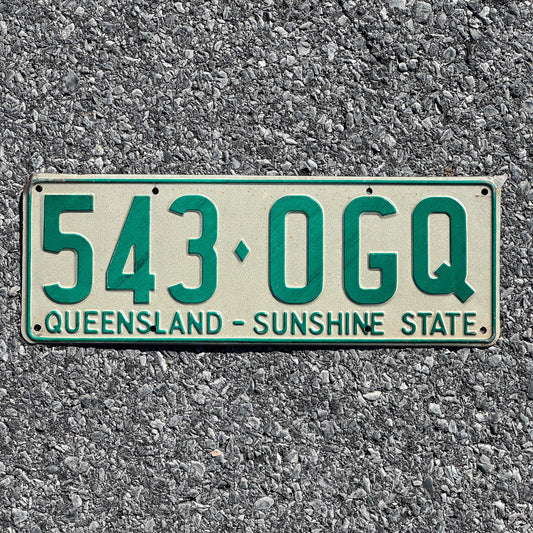 543♦OGQ
QUEENSLAND - SUNSHINE STATE